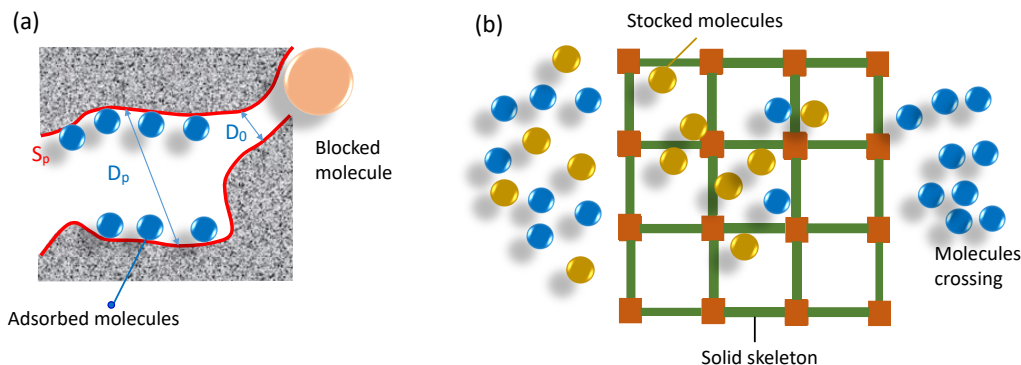 (a)
D₀
Sₚ
Dₚ
Blocked
molecule
Adsorbed molecules
(b)
Stocked molecules
Molecules
crossing
Solid skeleton